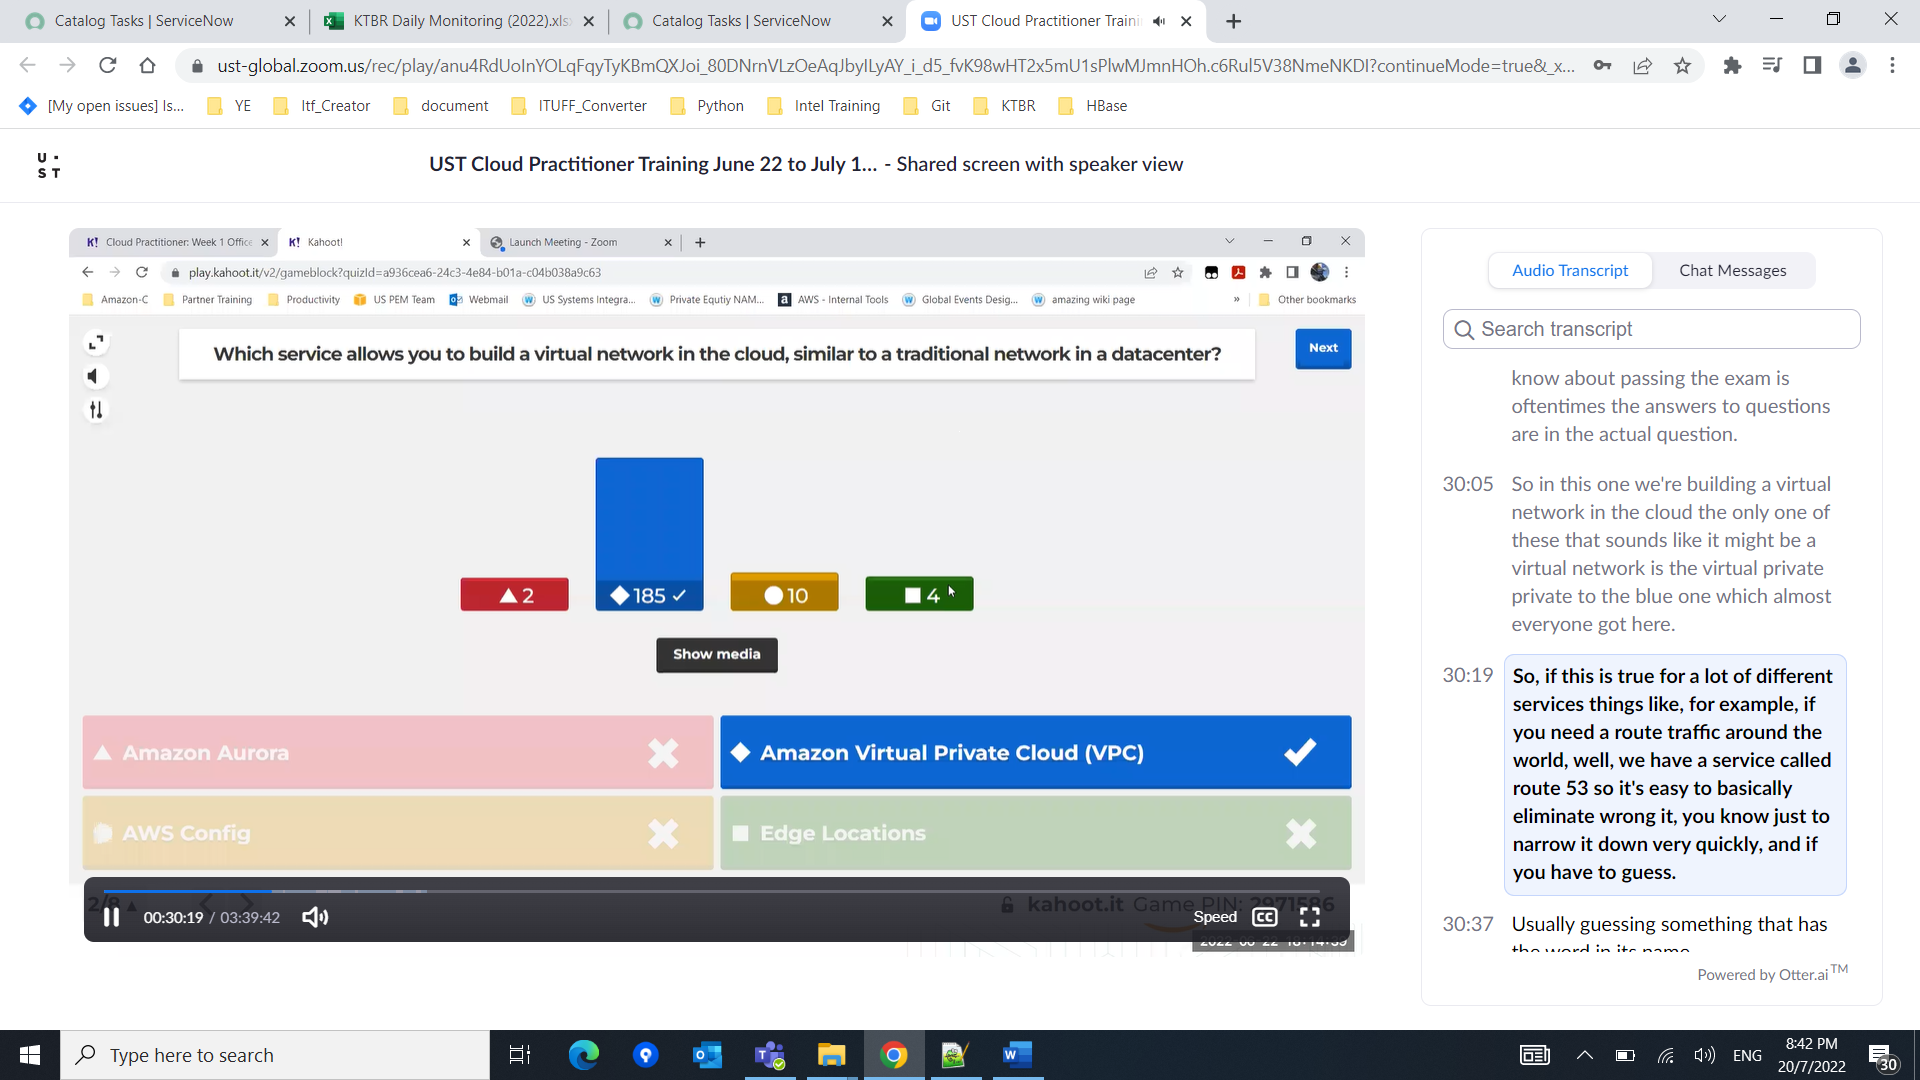 Catalog Tasks | ServiceNow
KTBR Daily Monitoring (2022).xls
Catalog Tasks | ServiceNow
UST Cloud Practitioner Traini
ust-global.zoom.us/rec/play/anu4RdUoInYOLqFqyTyKBmQXJoi_80DNrnVLzOeAqJbyILyAY_i_d5_fvK98wHT2x5mU1sPlwMJmnHOh.c6Rul5V38NmeNKDI?continueMode=true&_x...
[My open issues] Is...
YE
Itf_Creator
document
ITUFF_Converter
Python
Intel Training
Git
KTBR
HBase
U ·
S T
UST Cloud Practitioner Training June 22 to July 1... - Shared screen with speaker view
K! Cloud Practitioner: Week 1 Office
K! Kahoot!
Launch Meeting - Zoom
play.kahoot.it/v2/gameblock?quizId=a936cea6-24c3-4e84-b01a-c04b038a9c63
Amazon-C
Partner Training
Productivity
US PEM Team
Webmail
US Systems Integra...
Private Equtiy NAM...
AWS - Internal Tools
Global Events Desig...
amazing wiki page
»
Other bookmarks
Which service allows you to build a virtual network in the cloud, similar to a traditional network in a datacenter?
Next
2
185
10
4
Show media
Amazon Aurora
Amazon Virtual Private Cloud (VPC)
AWS Config
Edge Locations
2/8
kahoot.it Game PIN: 2971586
00:30:19 / 03:39:42
Speed
CC
Audio Transcript
Chat Messages
Search transcript
know about passing the exam is
oftentimes the answers to questions
are in the actual question.
30:05 So in this one we're building a virtual
network in the cloud the only one of
these that sounds like it might be a
virtual network is the virtual private
private to the blue one which almost
everyone got here.
30:19 So, if this is true for a lot of different
services things like, for example, if
you need a route traffic around the
world, well, we have a service called
route 53 so it's easy to basically
eliminate wrong it, you know just to
narrow it down very quickly, and if
you have to guess.
30:37 Usually guessing something that has
the word in its name
Powered by Otter.ai TM
Type here to search
ENG
8:42 PM
20/7/2022
30